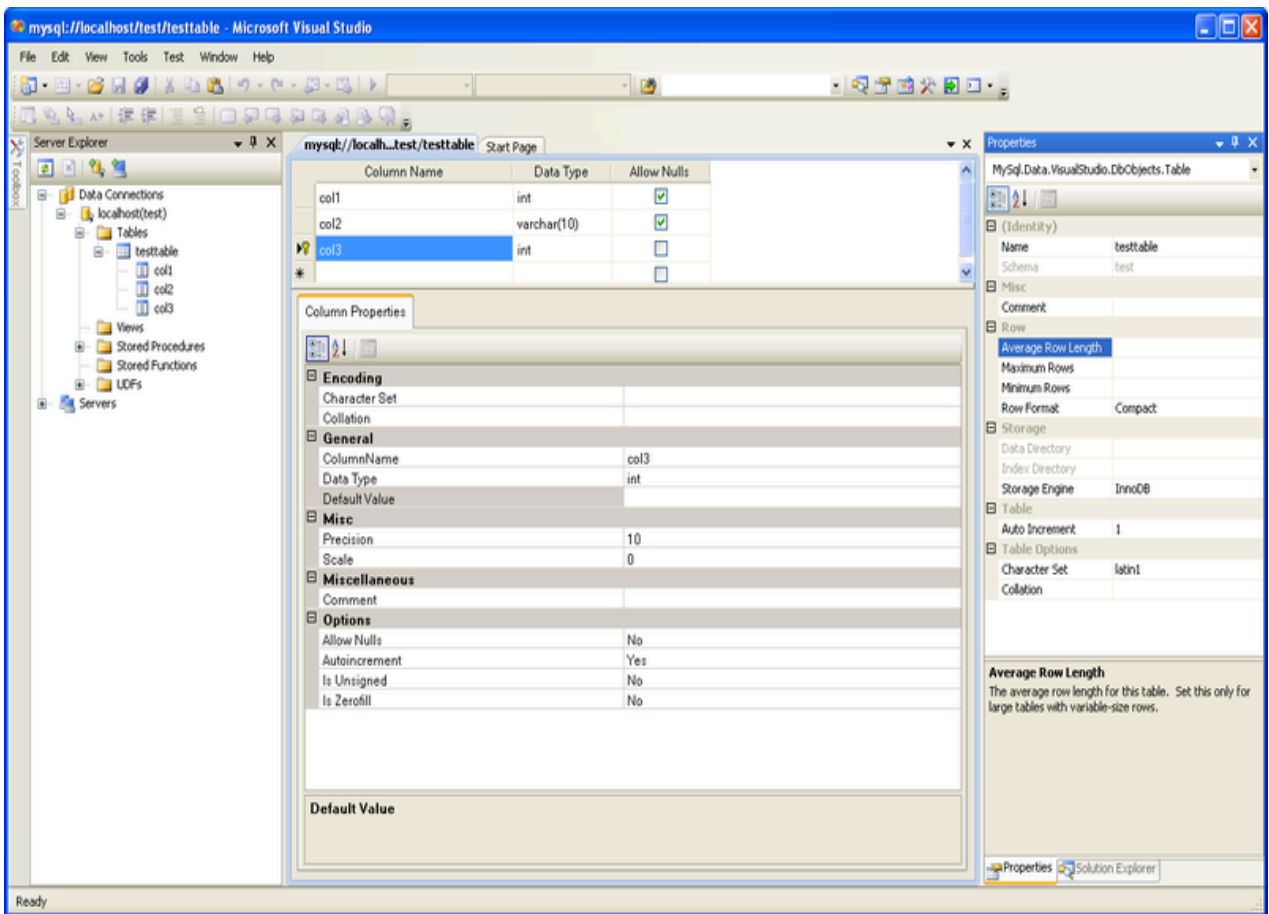 mysql://localhost/test/testtable - Microsoft Visual Studio
File Edit View Tools Test Window Help
Toolbox
Server Explorer
Data Connections
localhost(test)
Tables
testtable
col1
col2
col3
Views
Stored Procedures
Stored Functions
UDFs
Servers
mysql://localh...test/testtable Start Page
Column Name Data Type Allow Nulls
col1 int
col2 varchar(10)
col3 int
Column Properties
Encoding
Character Set
Collation
General
ColumnName col3
Data Type int
Default Value
Misc
Precision 10
Scale 0
Miscellaneous
Comment
Options
Allow Nulls No
Autoincrement Yes
Is Unsigned No
Is Zerofill No
Default Value
Properties
MySql.Data.VisualStudio.DbObjects.Table
(Identity)
Name testtable
Schema test
Misc
Comment
Row
Average Row Length
Maximum Rows
Minimum Rows
Row Format Compact
Storage
Data Directory
Index Directory
Storage Engine InnoDB
Table
Auto Increment 1
Table Options
Character Set latin1
Collation
Average Row Length
The average row length for this table. Set this only for
large tables with variable-size rows.
Properties Solution Explorer
Ready